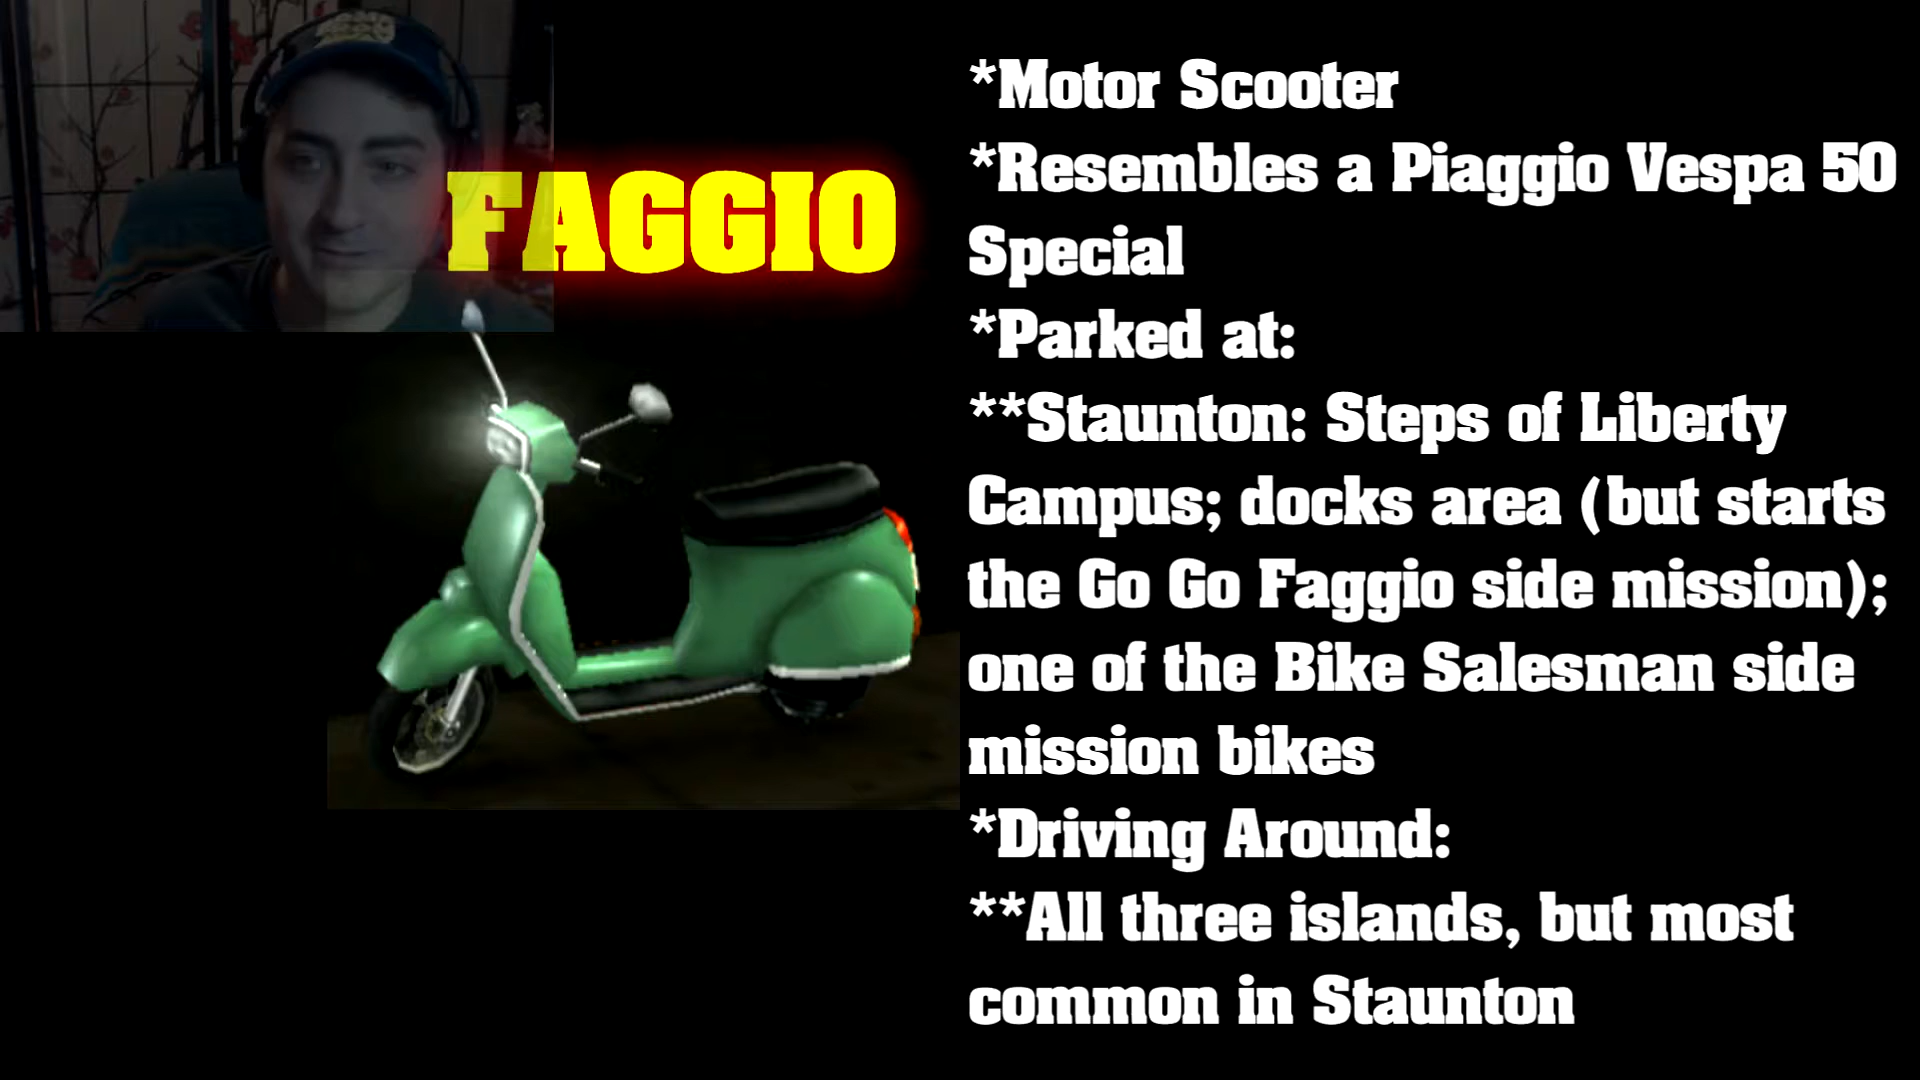 FAGGIO
*Motor Scooter
*Resembles a Piaggio Vespa 50
Special
*Parked at:
**Staunton: Steps of Liberty
Campus; docks area (but starts
the Go Go Faggio side mission);
one of the Bike Salesman side
mission bikes
*Driving Around:
**All three islands, but most
common in Staunton